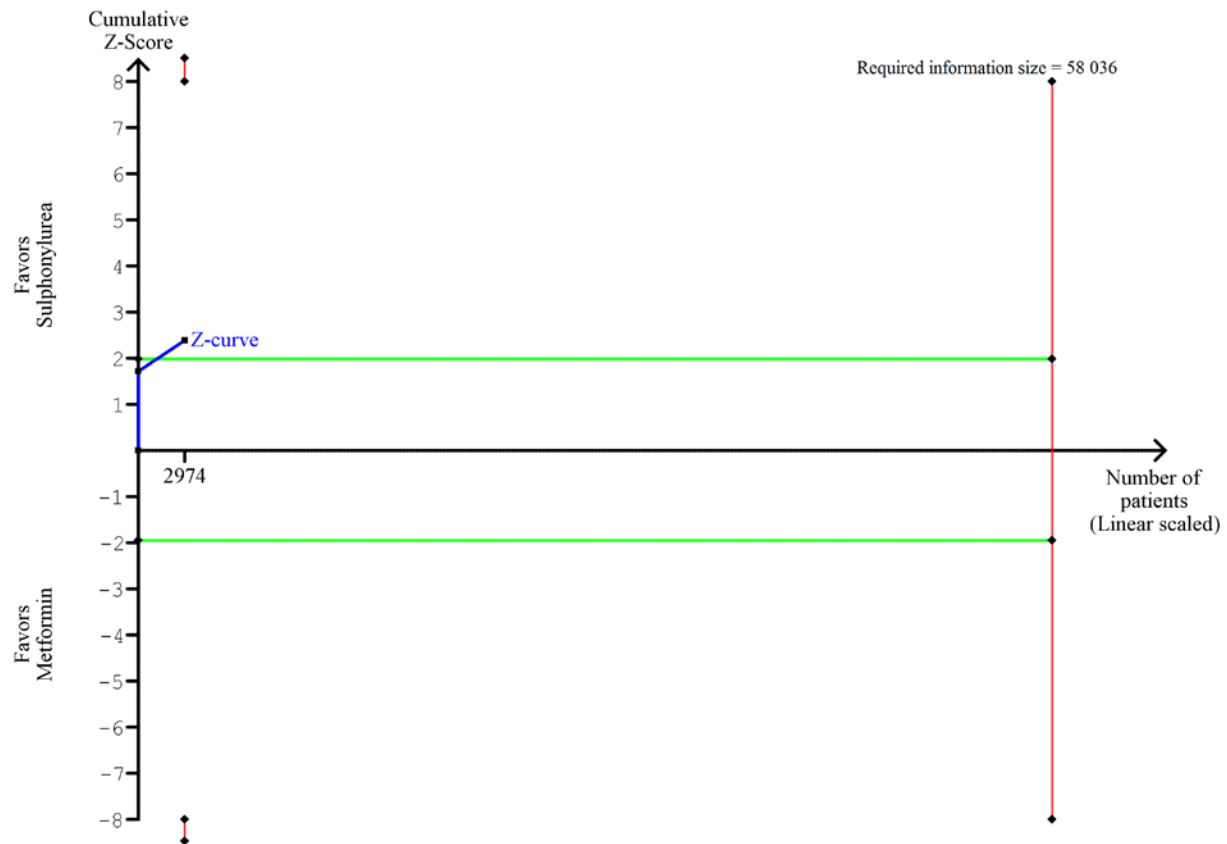 Cumulative
Z-Score
Required information size = 58 036
8
7
6
5
4
3
2
1
Favors
Sulphonylurea
Z-curve
2974
Number of
patients
(Linear scaled)
-1
-2
-3
-4
-5
-6
-7
-8
Favors
Metformin